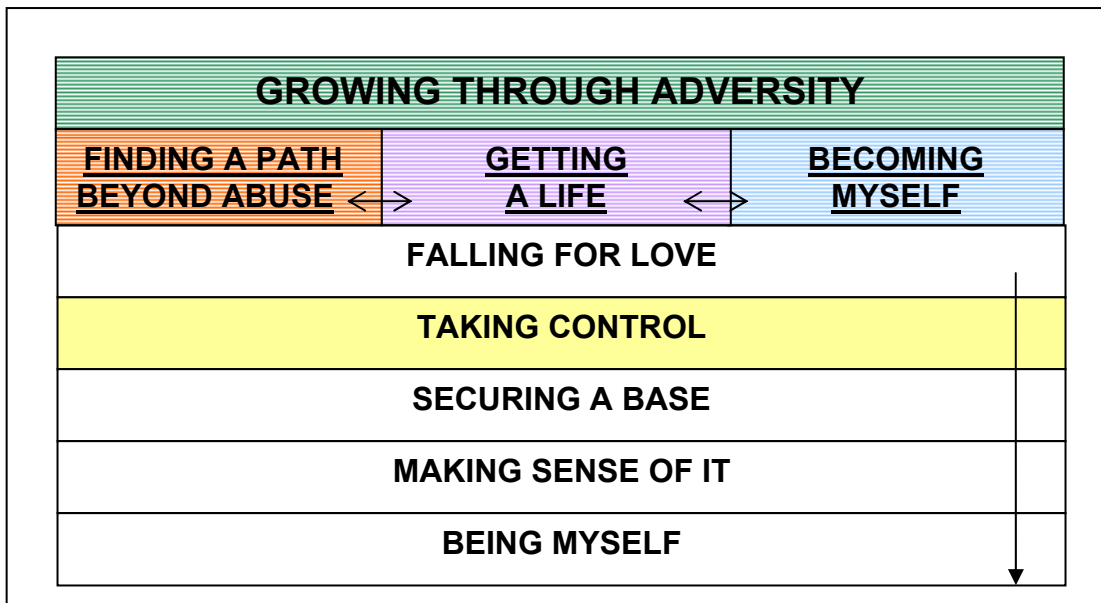 GROWING THROUGH ADVERSITY
FINDING A PATH
BEYOND ABUSE
GETTING
A LIFE
BECOMING
MYSELF
FALLING FOR LOVE
TAKING CONTROL
SECURING A BASE
MAKING SENSE OF IT
BEING MYSELF